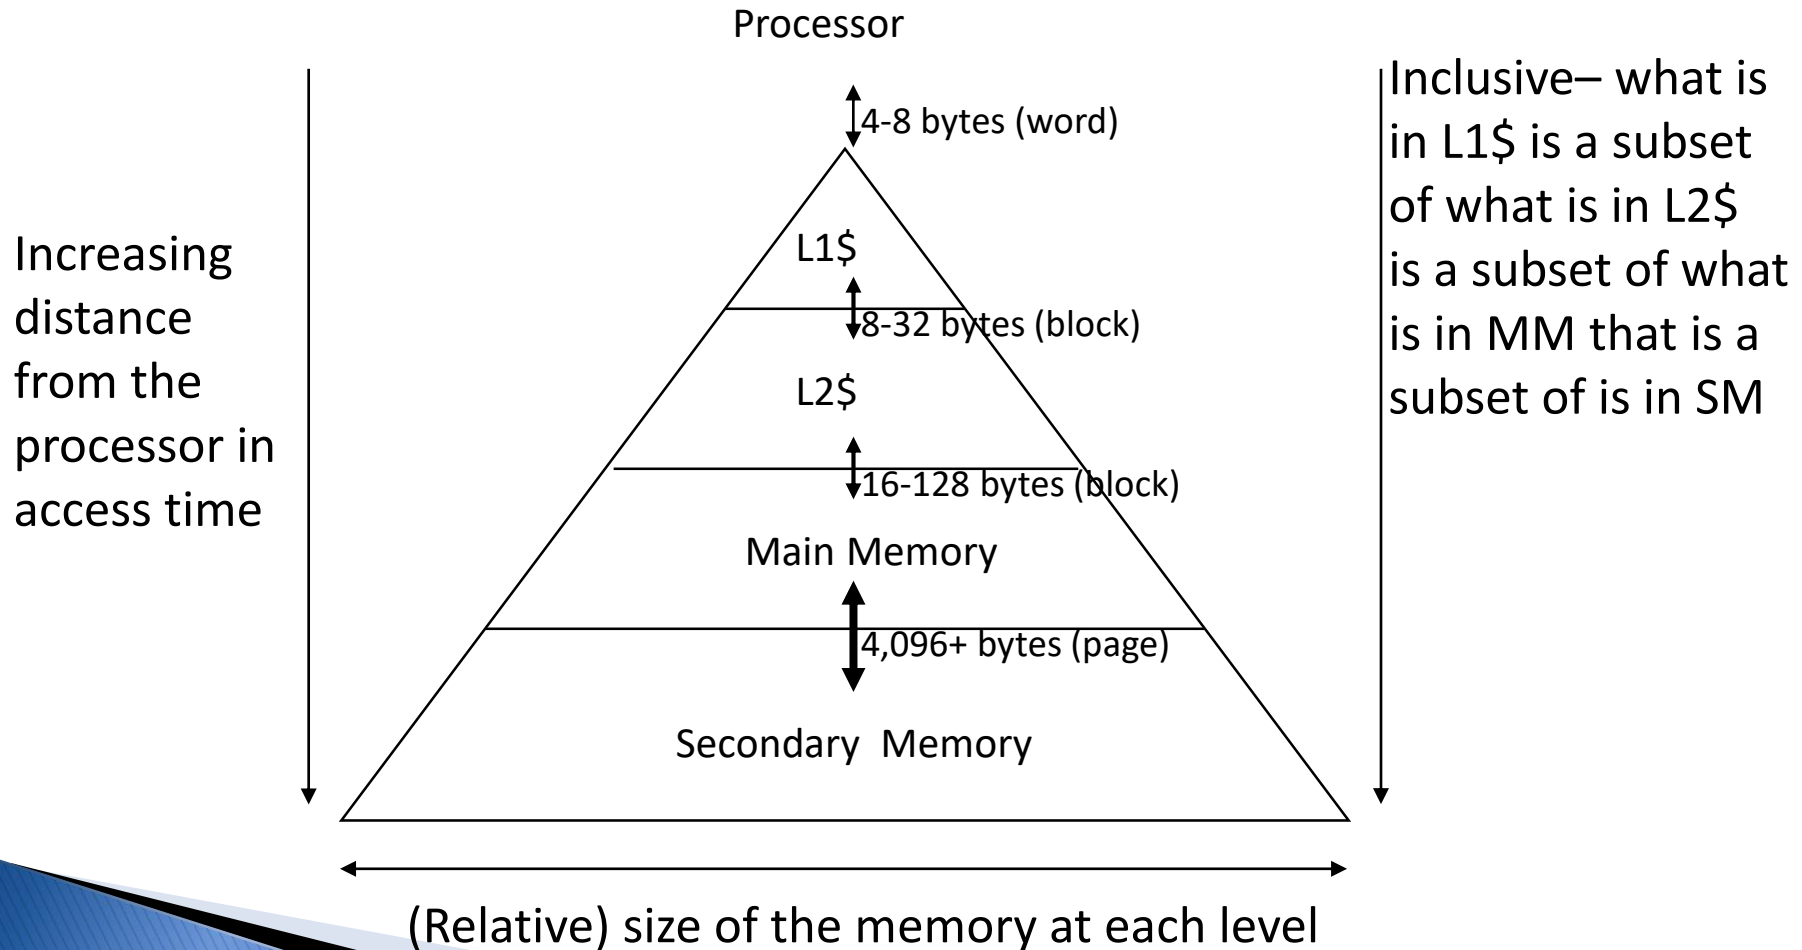 Processor
4-8 bytes (word)
Increasing
distance
from the
processor in
access time
L1$
8-32 bytes (block)
L2$
16-128 bytes (block)
Main Memory
4,096+ bytes (page)
Secondary Memory
Inclusive– what is
in L1$ is a subset
of what is in L2$
is a subset of what
is in MM that is a
subset of is in SM
(Relative) size of the memory at each level